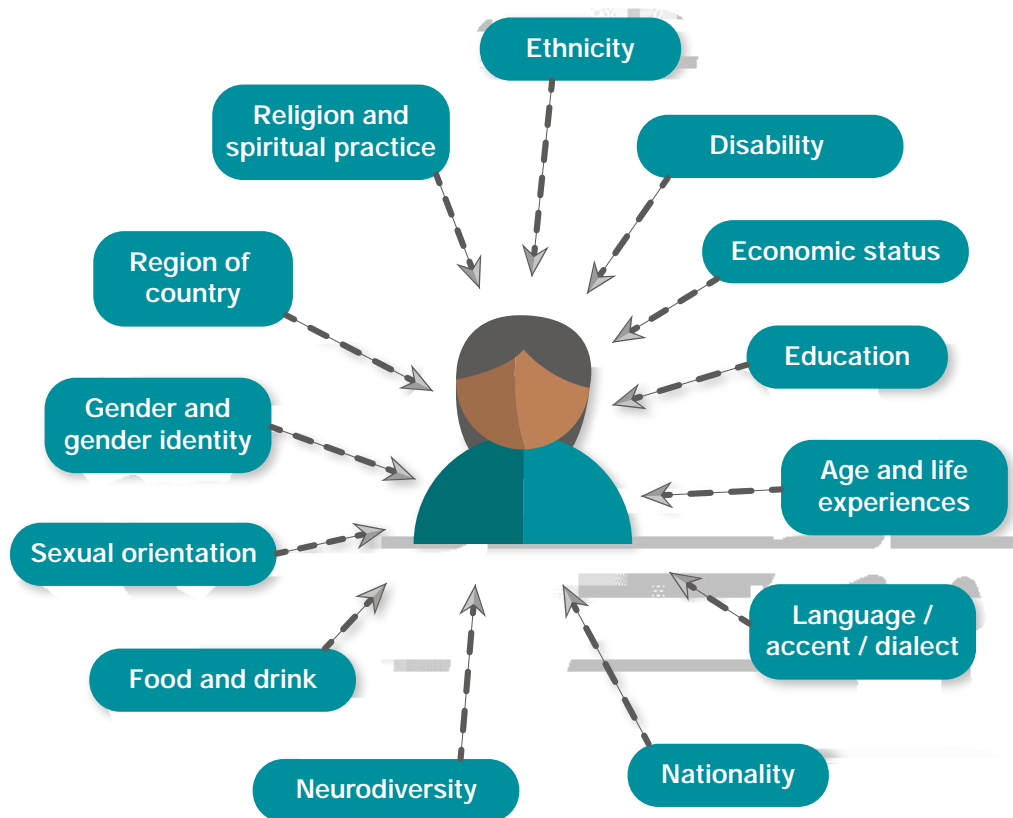 Ethnicity
Religion and
spiritual practice
Disability
Region of
country
Economic status
Education
Gender and
gender identity
Age and life
experiences
Sexual orientation
Language /
accent / dialect
Food and drink
Neurodiversity
Nationality